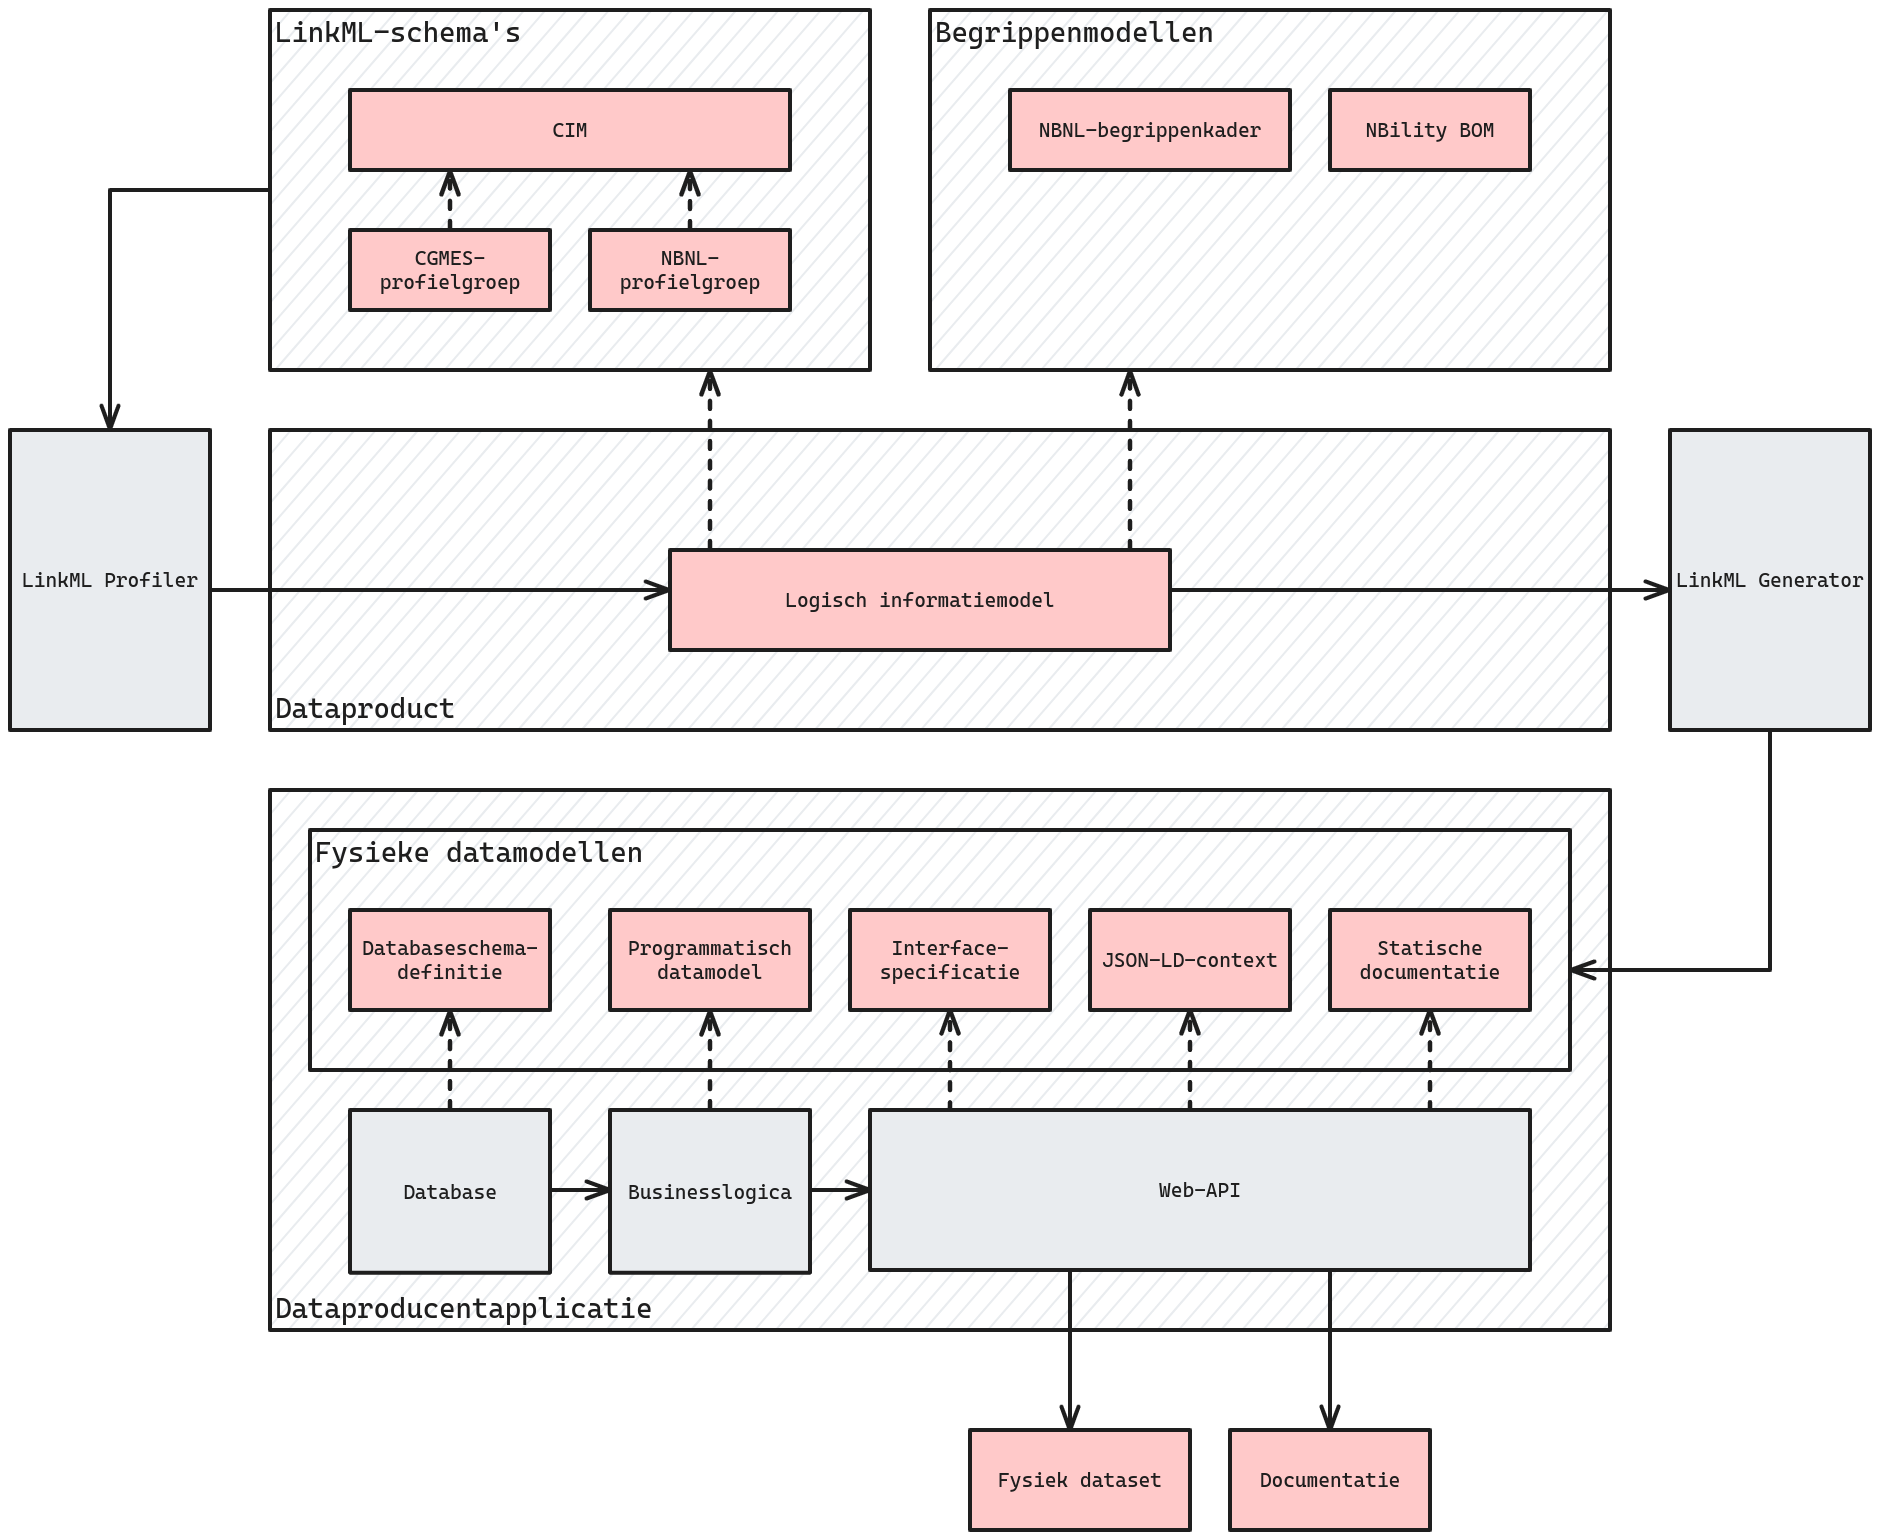 LinkML-schema's
Begrippenmodellen
CIM
NBNL-begrippenkader
NBility BOM
CGMES-
profielgroep
NBNL-
profielgroep
LinkML Profiler
Logisch informatiemodel
LinkML Generator
Dataproduct
Fysieke datamodellen
Databaseschema-
definitie
Programmatisch
datamodel
Interface-
specificatie
JSON-LD-context
Statische
documentatie
Database
Businesslogica
Web-API
Dataproducentapplicatie
Fysiek dataset
Documentatie